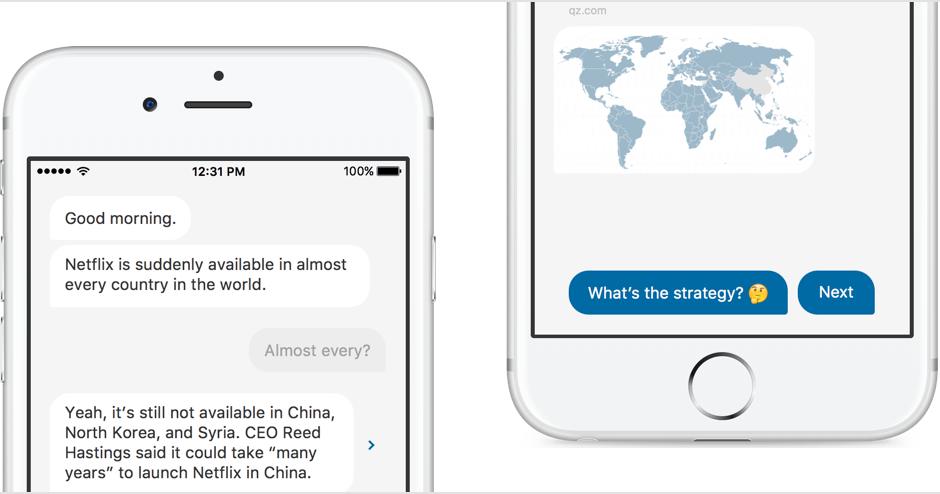 12:31 PM
100%
Good morning.
Netflix is suddenly available in almost
every country in the world.
Almost every?
Yeah, it’s still not available in China,
North Korea, and Syria. CEO Reed
Hastings said it could take “many
years” to launch Netflix in China.
qz.com
What’s the strategy? 🤔
Next